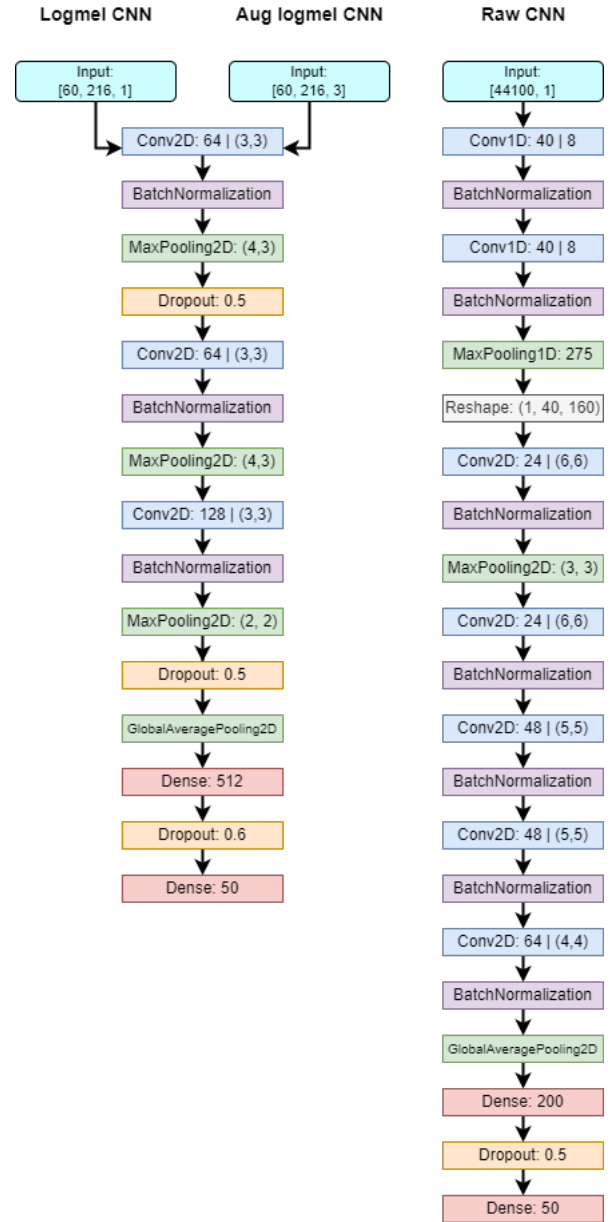 Logmel CNN
Aug logmel CNN
Raw CNN
Input:
[60, 216, 1]
Input:
[60, 216, 3]
Input:
[44100, 1]
Conv2D: 64 | (3,3)
BatchNormalization
MaxPooling2D: (4,3)
Dropout: 0.5
Conv2D: 64 | (3,3)
BatchNormalization
MaxPooling2D: (4,3)
Conv2D: 128 | (3,3)
BatchNormalization
MaxPooling2D: (2, 2)
Dropout: 0.5
GlobalAveragePooling2D
Dense: 512
Dropout: 0.6
Dense: 50
Conv1D: 40 | 8
BatchNormalization
Conv1D: 40 | 8
BatchNormalization
MaxPooling1D: 275
Reshape: (1, 40, 160)
Conv2D: 24 | (6,6)
BatchNormalization
MaxPooling2D: (3, 3)
Conv2D: 24 | (6,6)
BatchNormalization
Conv2D: 48 | (5,5)
BatchNormalization
Conv2D: 48 | (5,5)
BatchNormalization
Conv2D: 64 | (4,4)
BatchNormalization
GlobalAveragePooling2D
Dense: 200
Dropout: 0.5
Dense: 50